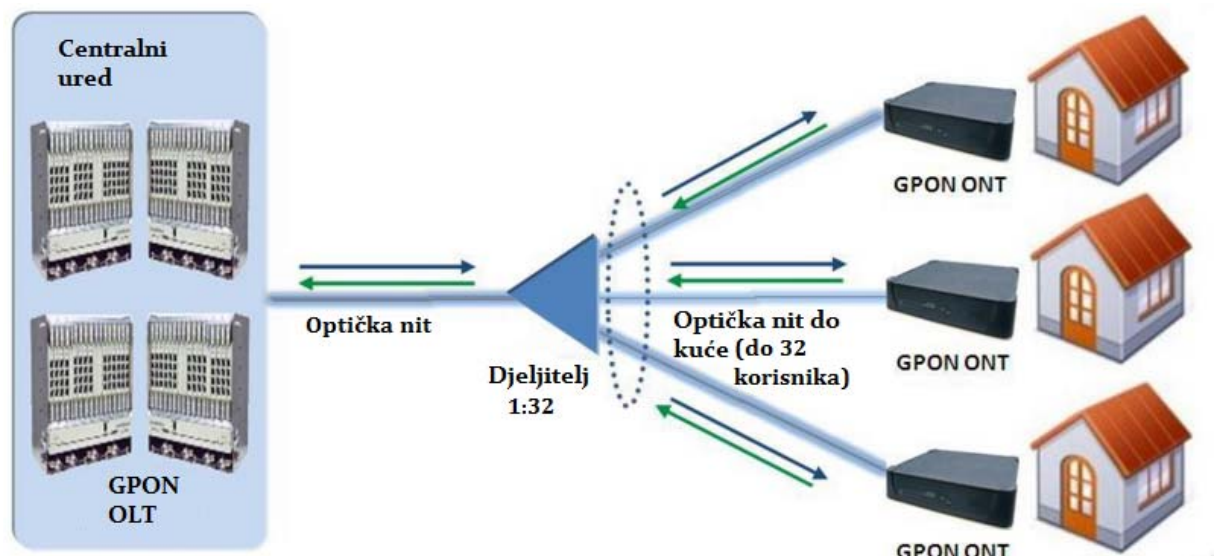 Centralni
ured
GPON
OLT
Optička nit
Djeljitelj
1:32
Optička nit do
kuće (do 32
korisnika)
GPON ONT
GPON ONT
GPON ONT